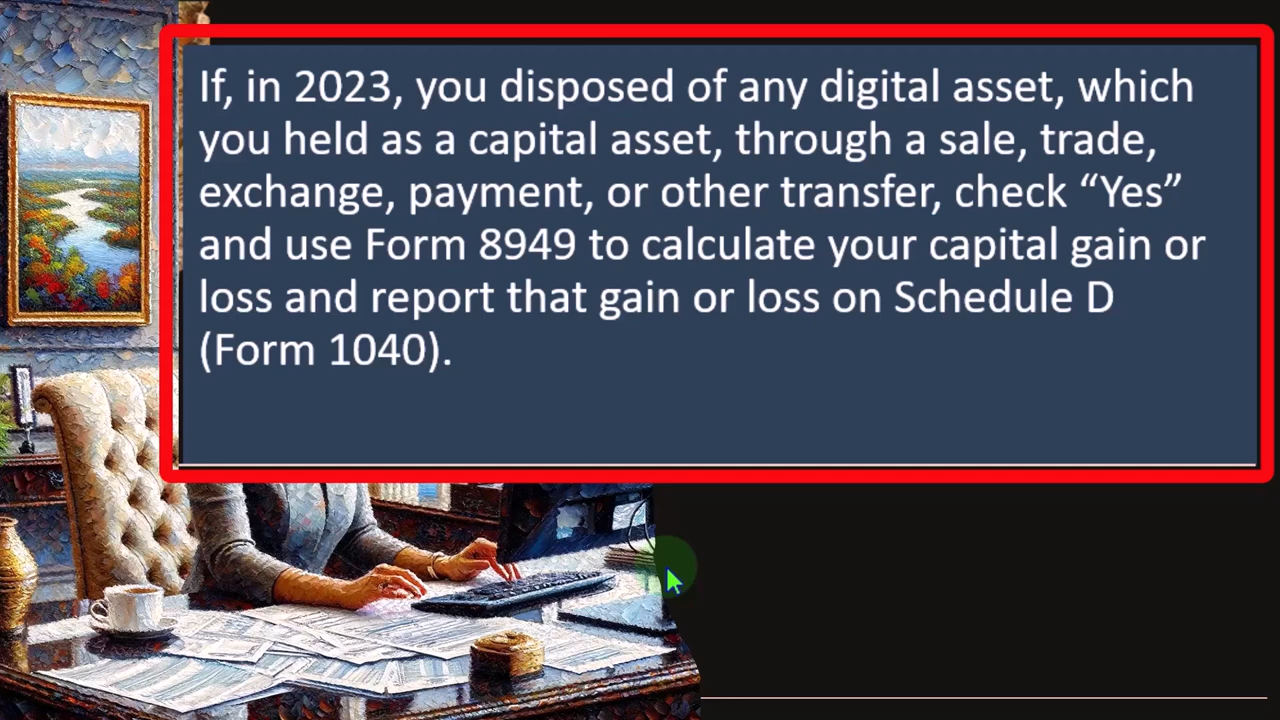 If, in 2023, you disposed of any digital asset, which
you held as a capital asset, through a sale, trade,
exchange, payment, or other transfer, check “Yes”
and use Form 8949 to calculate your capital gain or
loss and report that gain or loss on Schedule D
(Form 1040).